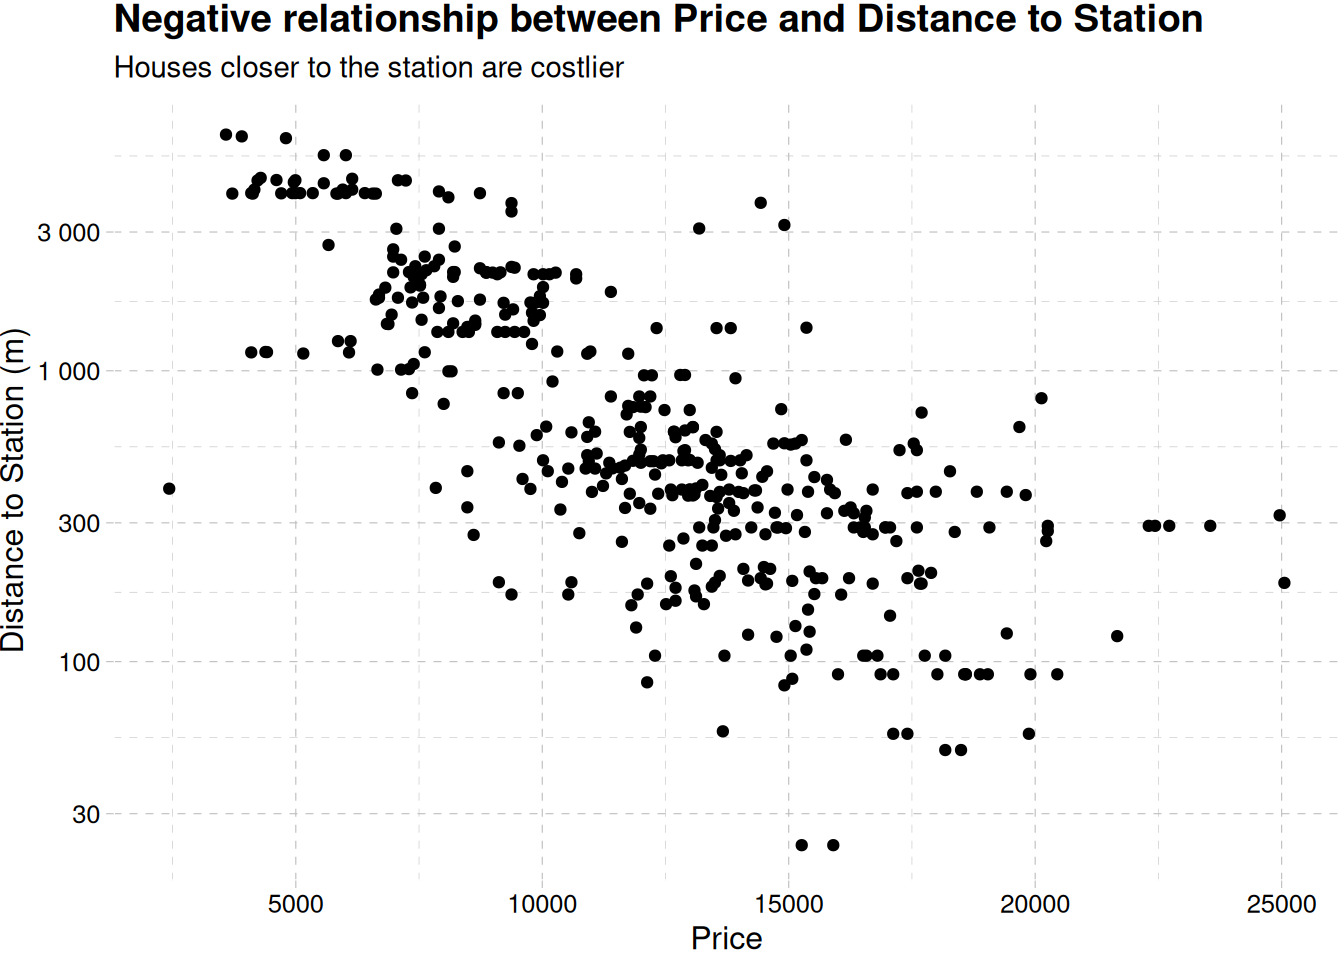 Negative relationship between Price and Distance to Station
Houses closer to the station are costlier
Distance to Station (m)
3 000
1 000
300
100
30
5000
10000
15000
20000
25000
Price